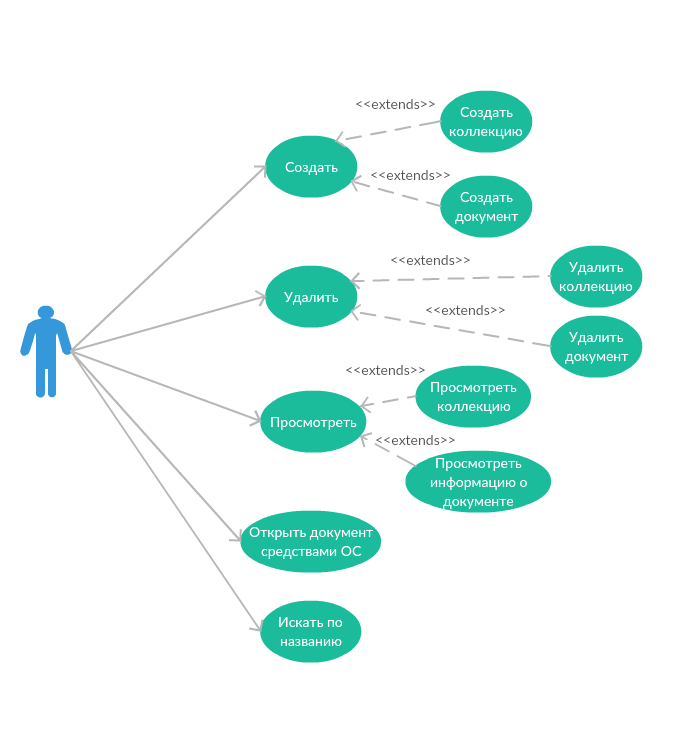 <<extends>>
Создать
коллекцию
Создать
<<extends>>
Создать
документ
<<extends>>
Удалить
коллекцию
Удалить
<<extends>>
Удалить
документ
<<extends>>
Просмотреть
коллекцию
Просмотреть
<<extends>>
Просмотреть
информацию о
документе
Открыть документ
средствами ОС
Искать по
названию